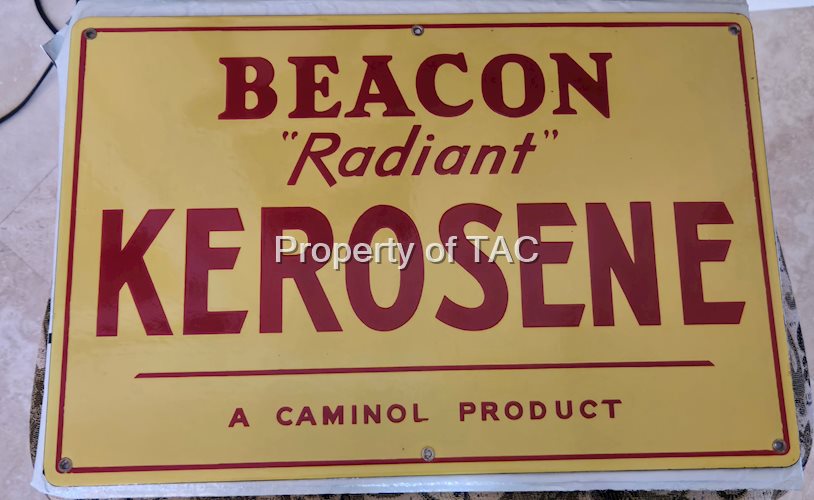 BEACON
"Radiant"
KEROSENE
Property of TAC
A CAMINOL PRODUCT